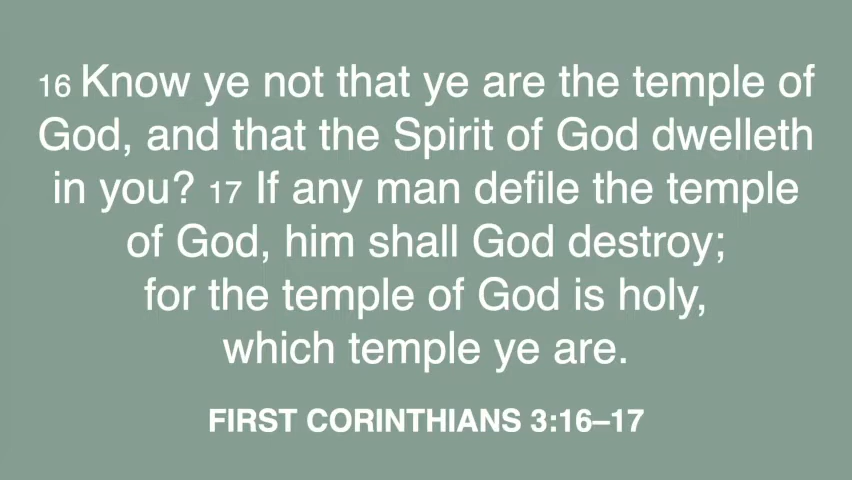 16 Know ye not that ye are the temple of
God, and that the Spirit of God dwelleth
in you? 17 If any man defile the temple
of God, him shall God destroy;
for the temple of God is holy,
which temple ye are.
FIRST CORINTHIANS 3:16–17